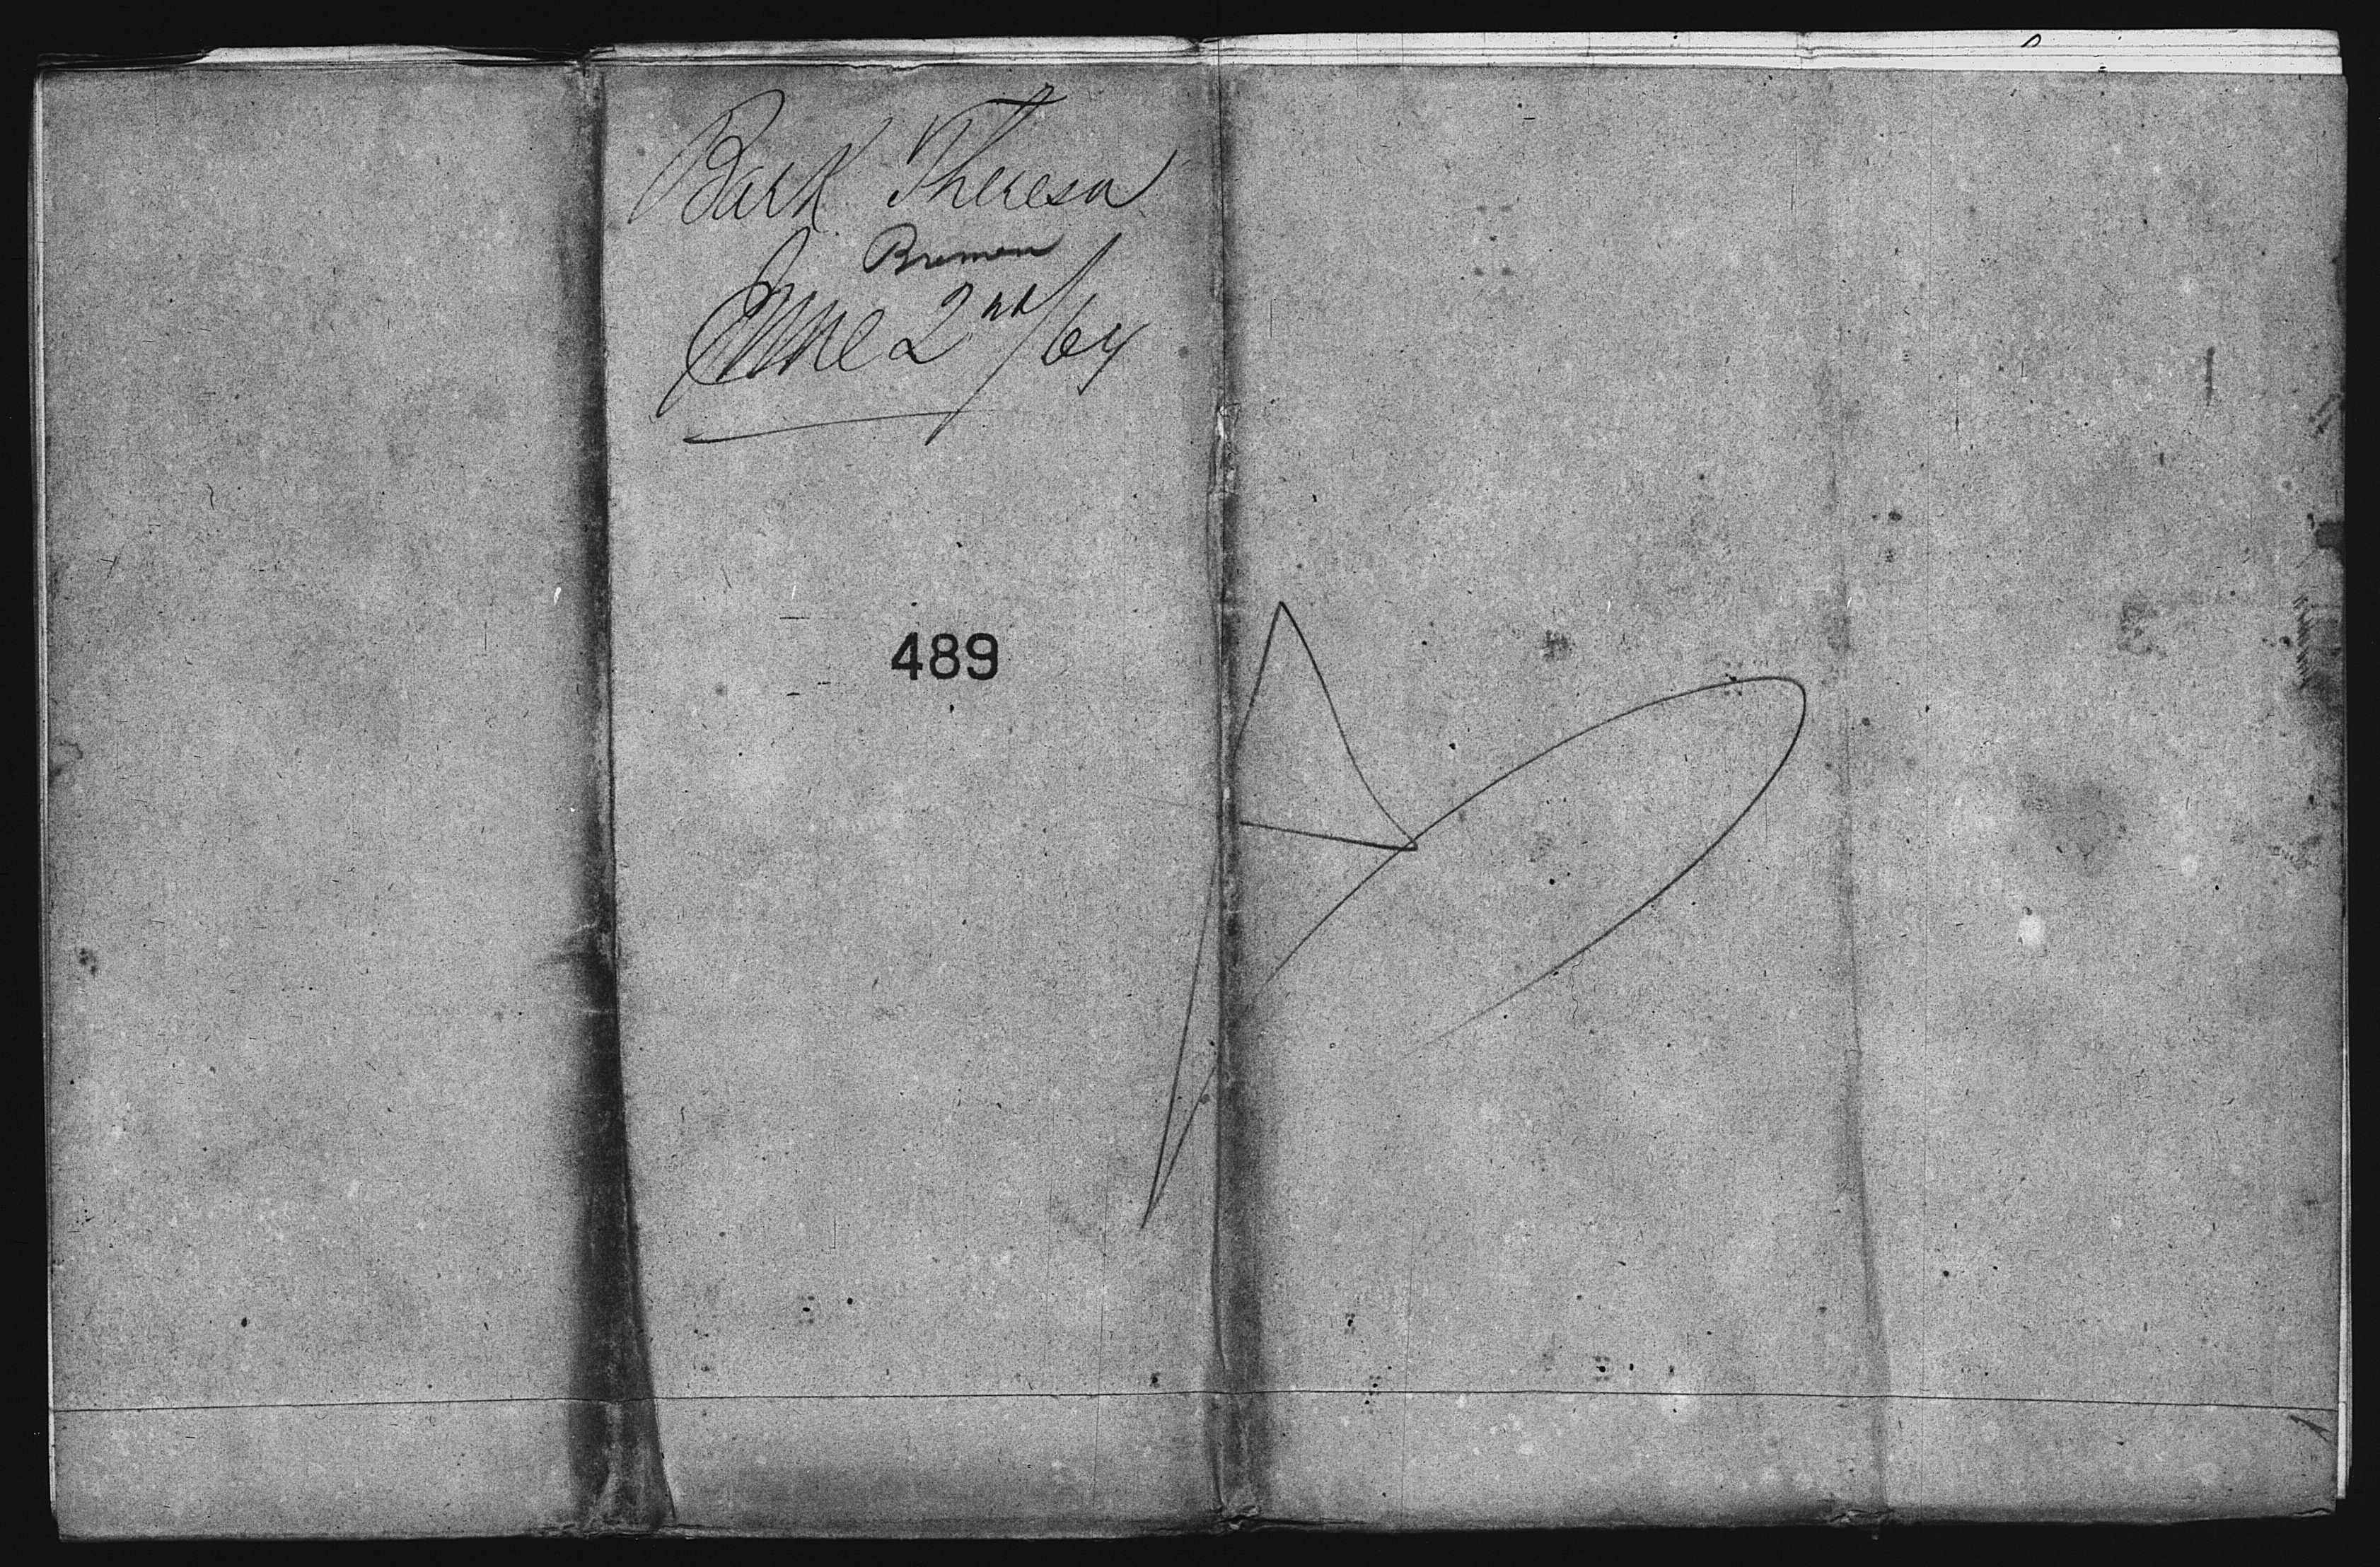 Bark Theresa
Bremen
June 2nd/64
489